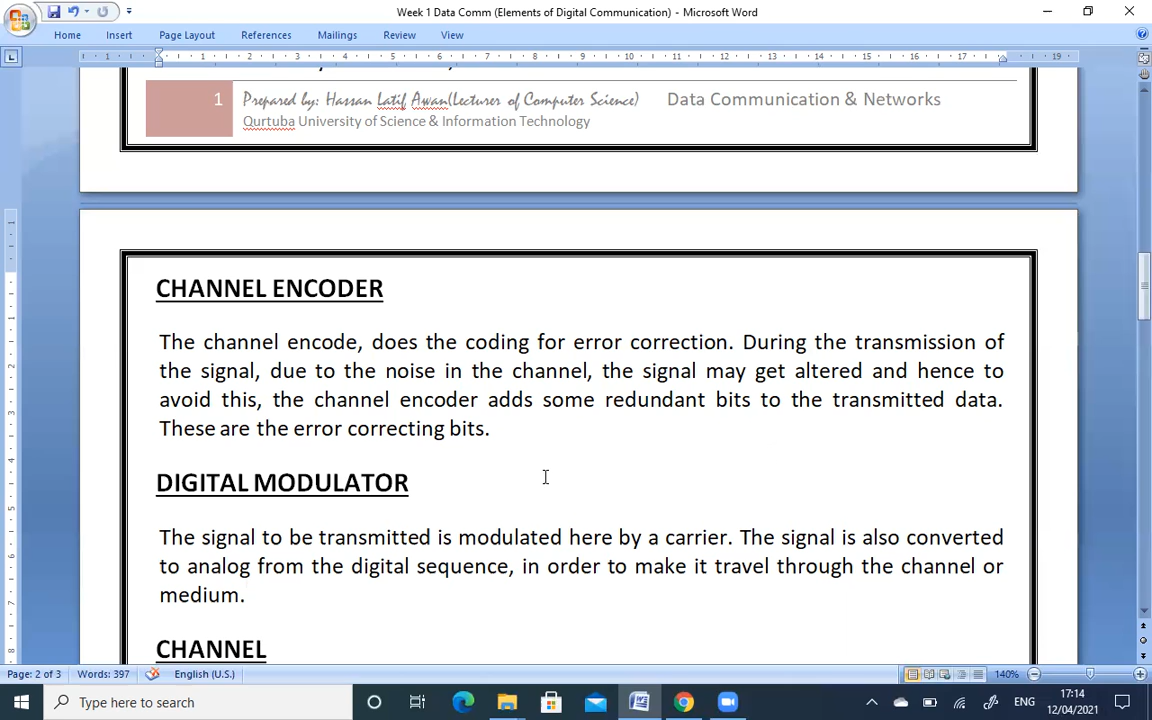 Week 1 Data Comm (Elements of Digital Communication) - Microsoft Word
Home Insert Page Layout References Mailings Review View
1 Prepared by: Hassan Latif Awan(Lecturer of Computer Science) Data Communication & Networks
Qurtuba University of Science & Information Technology
CHANNEL ENCODER
The channel encode, does the coding for error correction. During the transmission of
the signal, due to the noise in the channel, the signal may get altered and hence to
avoid this, the channel encoder adds some redundant bits to the transmitted data.
These are the error correcting bits.
DIGITAL MODULATOR
The signal to be transmitted is modulated here by a carrier. The signal is also converted
to analog from the digital sequence, in order to make it travel through the channel or
medium.
CHANNEL
Page: 2 of 3 Words: 397 English (U.S.) 140%
Type here to search ENG 17:14
12/04/2021